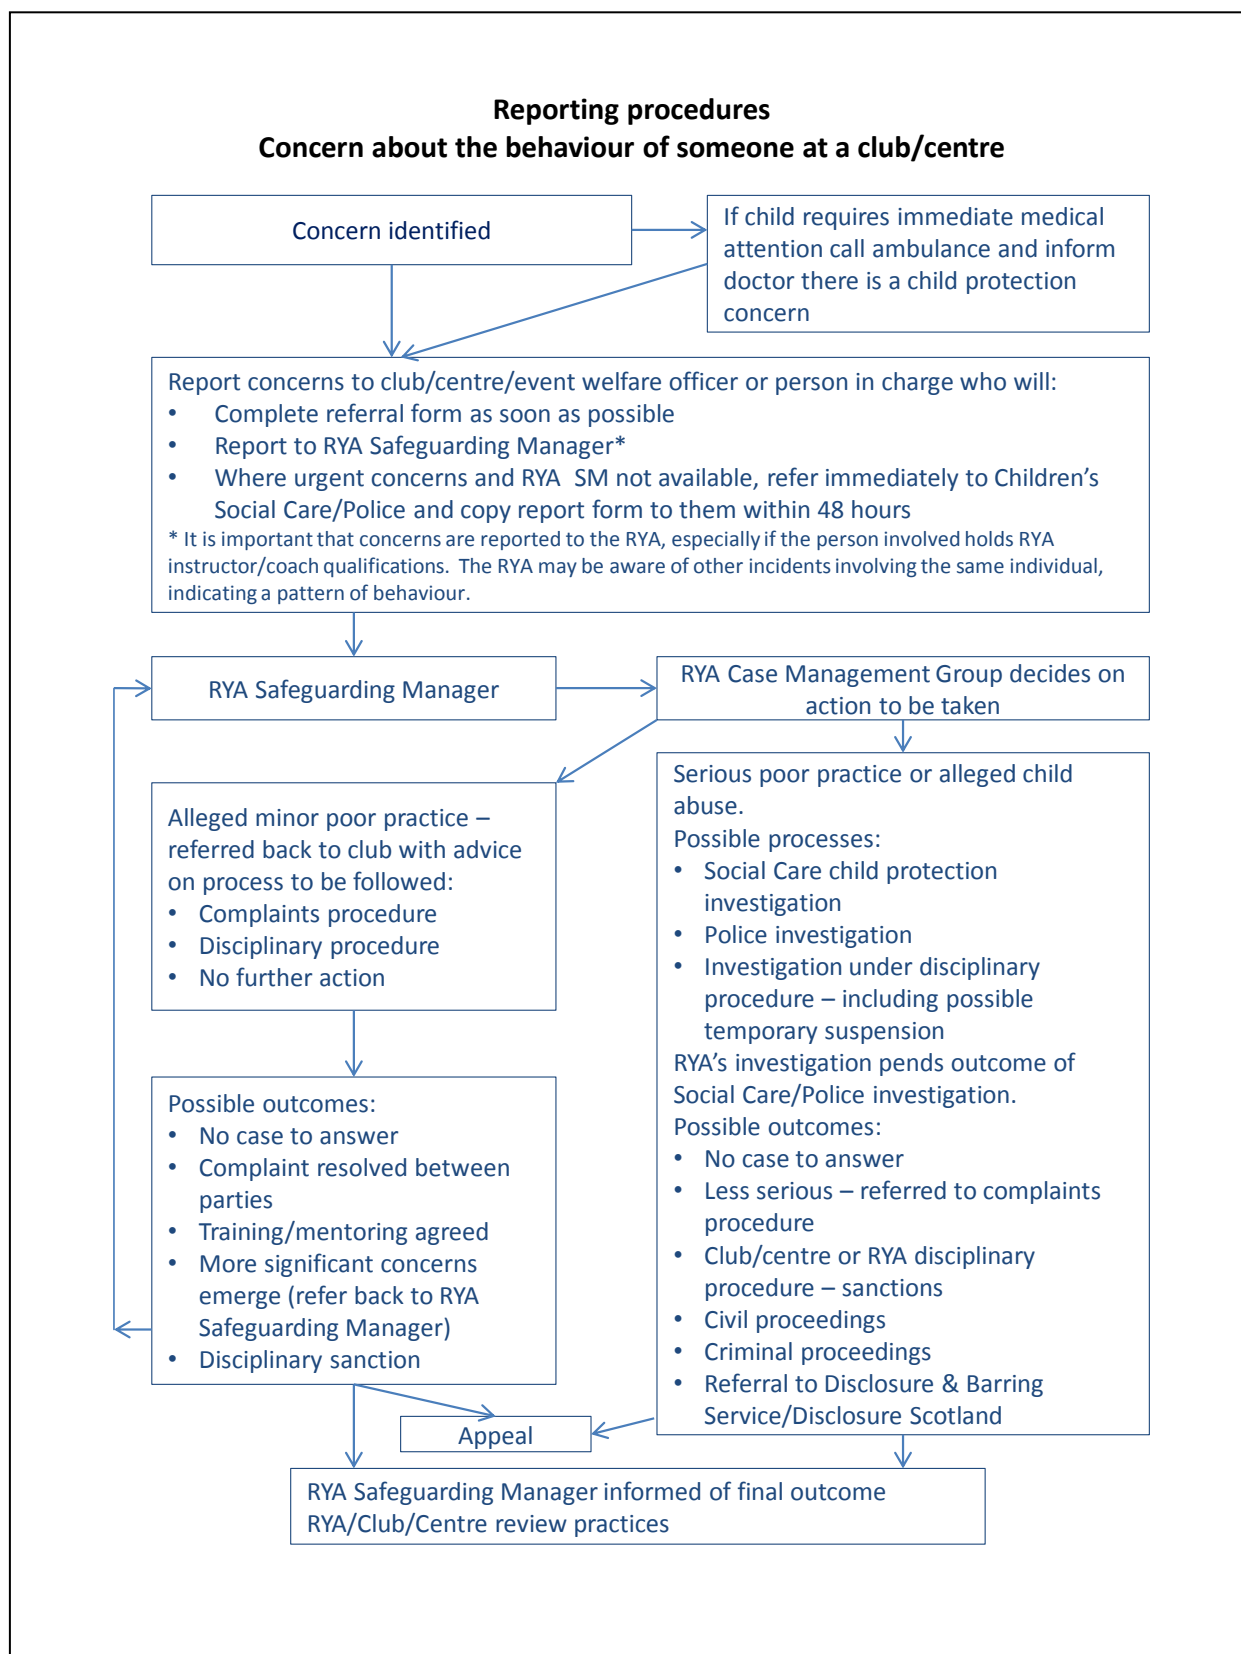 Reporting procedures
Concern about the behaviour of someone at a club/centre
Concern identified
If child requires immediate medical
attention call ambulance and inform
doctor there is a child protection
concern
Report concerns to club/centre/event welfare officer or person in charge who will:
• Complete referral form as soon as possible
• Report to RYA Safeguarding Manager*
• Where urgent concerns and RYA  SM not available, refer immediately to Children’s
Social Care/Police and copy report form to them within 48 hours
* It is important that concerns are reported to the RYA, especially if the person involved holds RYA
instructor/coach qualifications.  The RYA may be aware of other incidents involving the same individual,
indicating a pattern of behaviour.
RYA Safeguarding Manager
RYA Case Management Group decides on
action to be taken
Alleged minor poor practice –
referred back to club with advice
on process to be followed:
• Complaints procedure
• Disciplinary procedure
• No further action
Serious poor practice or alleged child
abuse.
Possible processes:
• Social Care child protection
investigation
• Police investigation
• Investigation under disciplinary
procedure – including possible
temporary suspension
RYA’s investigation pends outcome of
Social Care/Police investigation.
Possible outcomes:
• No case to answer
• Less serious – referred to complaints
procedure
• Club/centre or RYA disciplinary
procedure – sanctions
• Civil proceedings
• Criminal proceedings
• Referral to Disclosure & Barring
Service/Disclosure Scotland
Possible outcomes:
• No case to answer
• Complaint resolved between
parties
• Training/mentoring agreed
• More significant concerns
emerge (refer back to RYA
Safeguarding Manager)
• Disciplinary sanction
Appeal
RYA Safeguarding Manager informed of final outcome
RYA/Club/Centre review practices